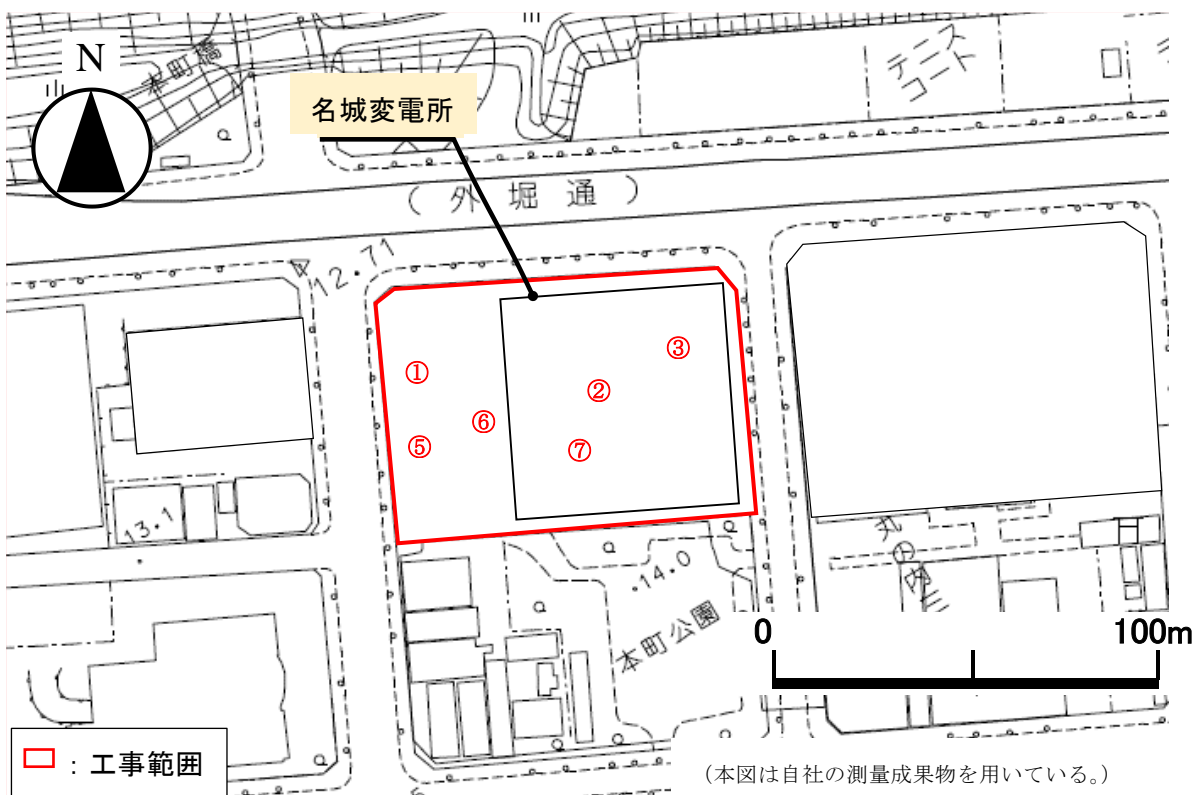 N
本町橋
テニス
コート
名城変電所
(外堀通)
12.71
①
②
③
⑤
⑥
⑦
13.1
.14.0
本町公園
丸の内二
0 100m
: 工事範囲
(本図は自社の測量成果物を用いている。)